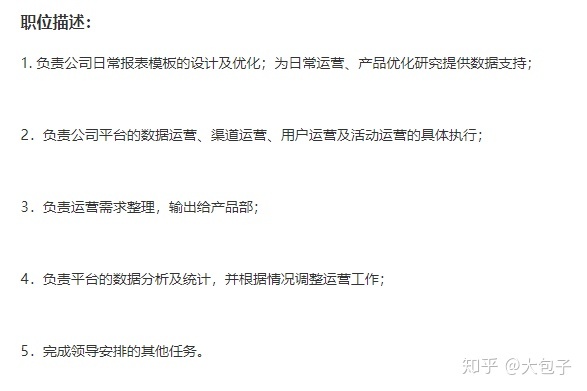 职位描述：
1. 负责公司日常报表模板的设计及优化；为日常运营、产品优化研究提供数据支持；
2．负责公司平台的数据运营、渠道运营、用户运营及活动运营的具体执行；
3．负责运营需求整理，输出给产品部；
4．负责平台的数据分析及统计，并根据情况调整运营工作；
5．完成领导安排的其他任务。
知乎 @大包子